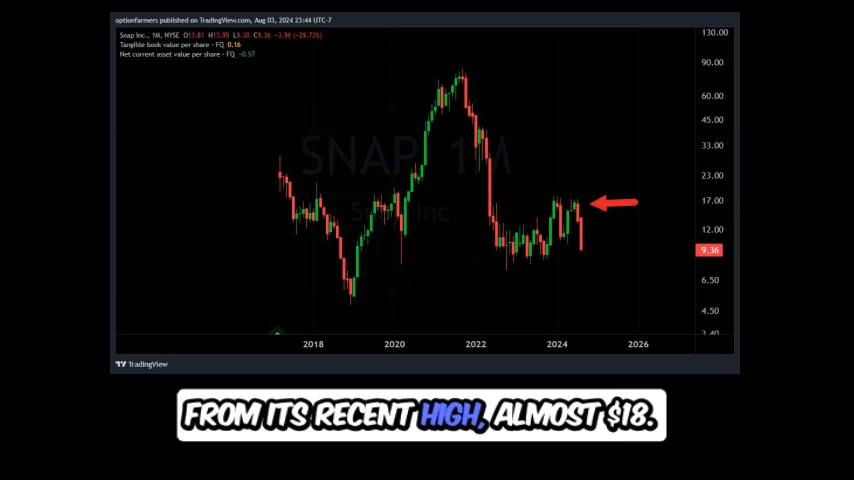 optionfarmers published on TradingView.com, Aug 03, 2024 23:44 UTC-7
Snap Inc., 1M, NYSE O13.81 H13.95 L9.30 C9.36 −3.96 (−29.73%)
Tangible book value per share · FQ 0.16
Net current asset value per share · FQ −0.57
130.00
90.00
60.00
45.00
33.00
23.00
17.00
12.00
9.36
6.50
4.50
3.40
SNAP, 1M
Snap Inc.
2018 2020 2022 2024 2026
TradingView
FROM ITS RECENT HIGH, ALMOST $18.